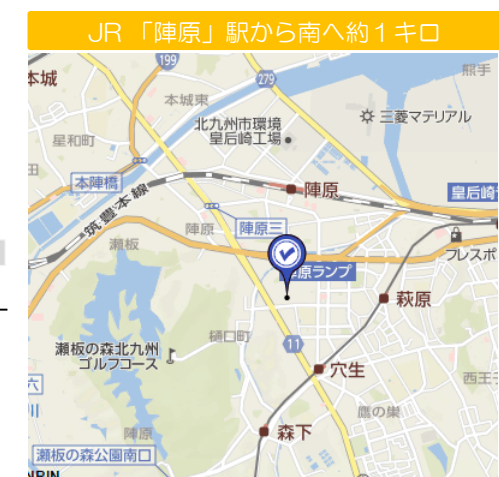 JR 「陣原」駅から南へ約1キロ
199
本城
279
熊手
本城東
三菱マテリアル
北九州市環境
皇后崎工場
星和町
田
本陣橋
陣原
皇后崎
筑豊本線
陣原
陣原三
瀬板
フレスポ
陣原ランプ
萩原
樋口町
11
瀬板の森北九州
ゴルフコース
穴生
六
西王
鷹の巣
川
陣原
森下
瀬板の森公園南口
NRIN